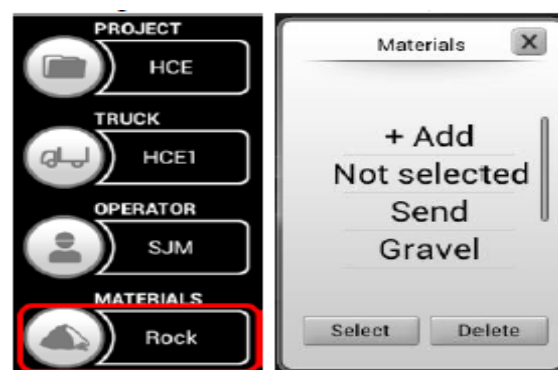 PROJECT
HCE
TRUCK
HCE1
OPERATOR
SJM
MATERIALS
Rock
Materials
X
+ Add
Not selected
Send
Gravel
Select
Delete